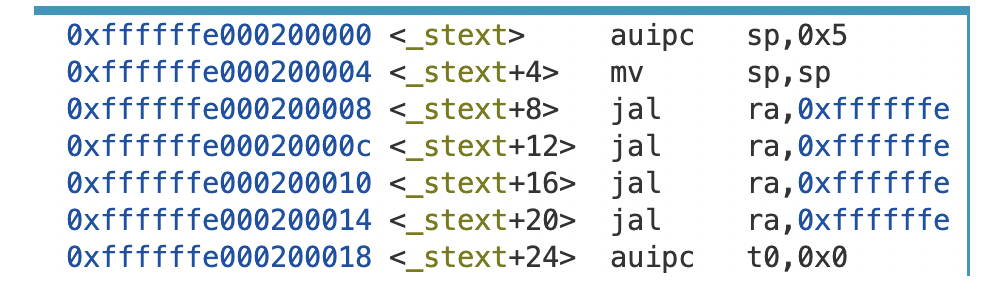 0xffffffe000200000 <_stext> auipc sp,0x5
0xffffffe000200004 <_stext+4> mv sp,sp
0xffffffe000200008 <_stext+8> jal ra,0xffffffe
0xffffffe00020000c <_stext+12> jal ra,0xffffffe
0xffffffe000200010 <_stext+16> jal ra,0xffffffe
0xffffffe000200014 <_stext+20> jal ra,0xffffffe
0xffffffe000200018 <_stext+24> auipc t0,0x0